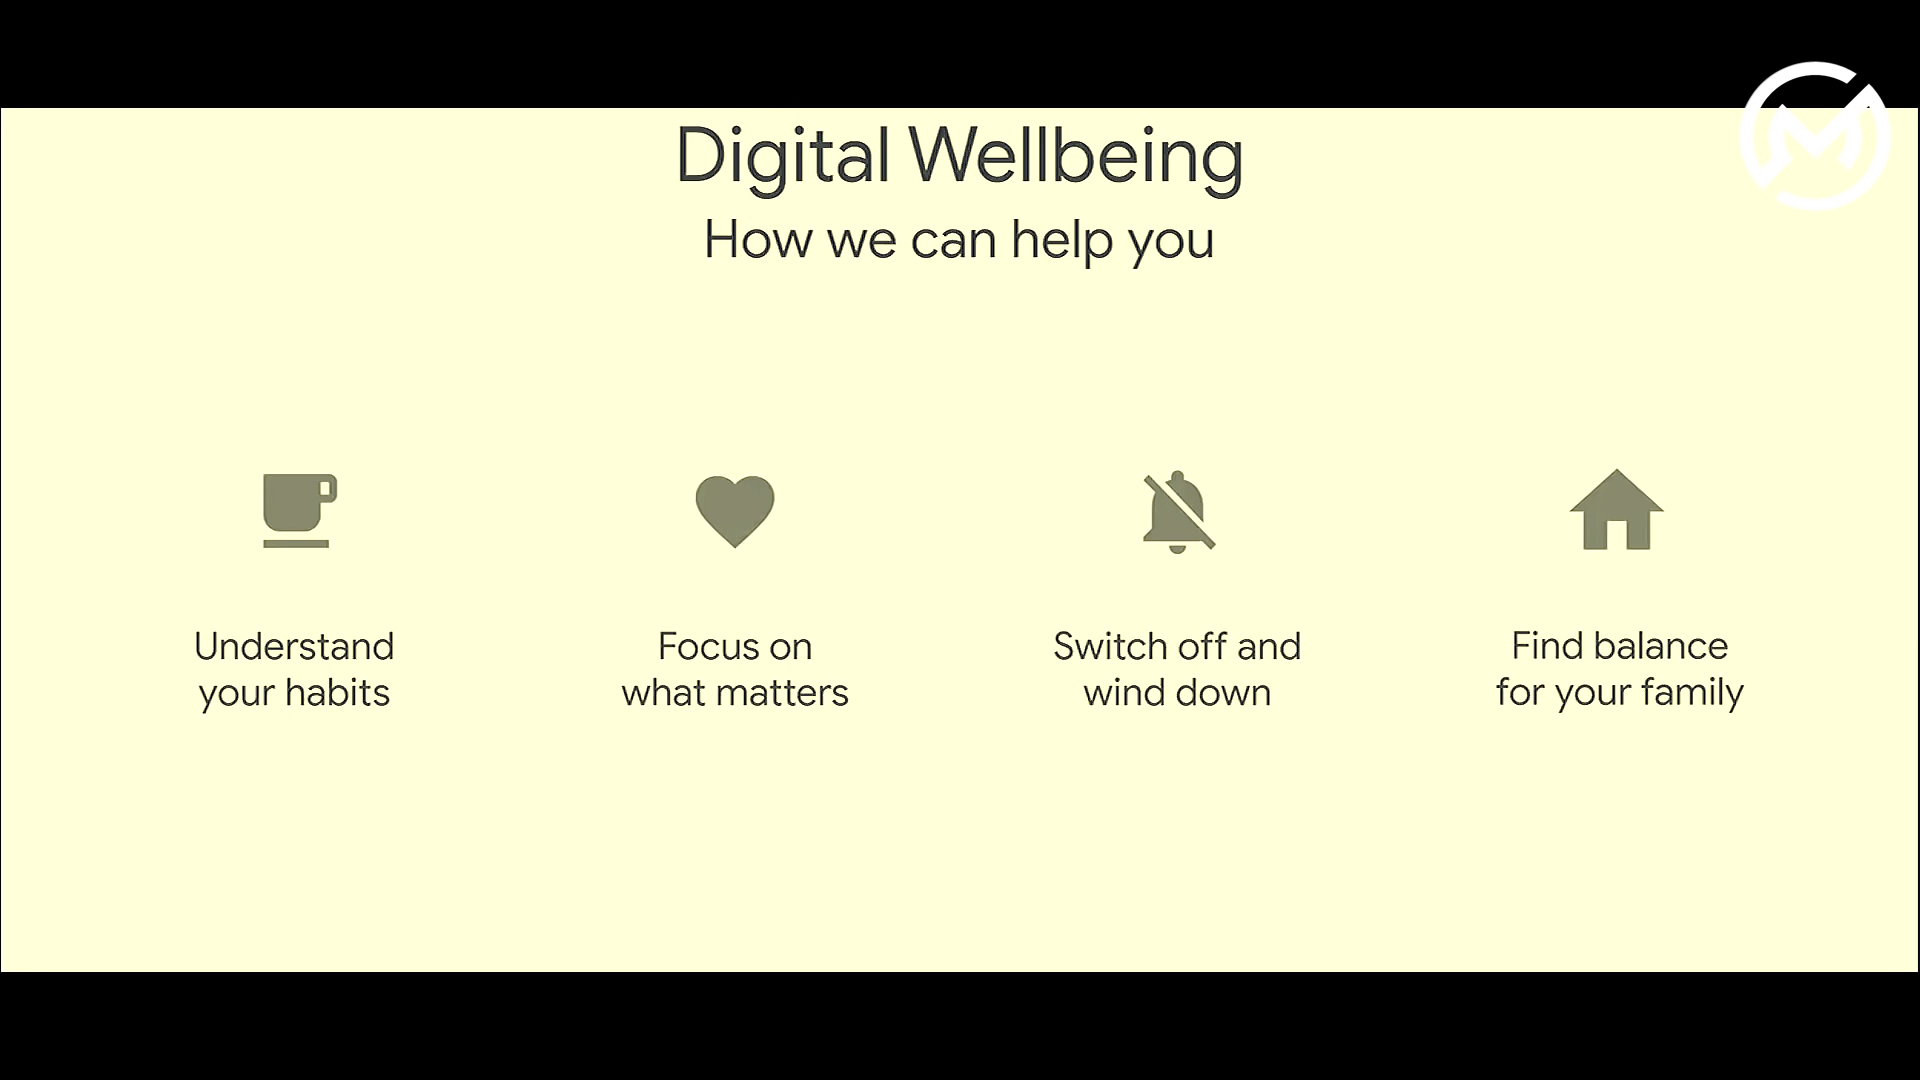 Digital Wellbeing
How we can help you
Understand
your habits
Focus on
what matters
Switch off and
wind down
Find balance
for your family